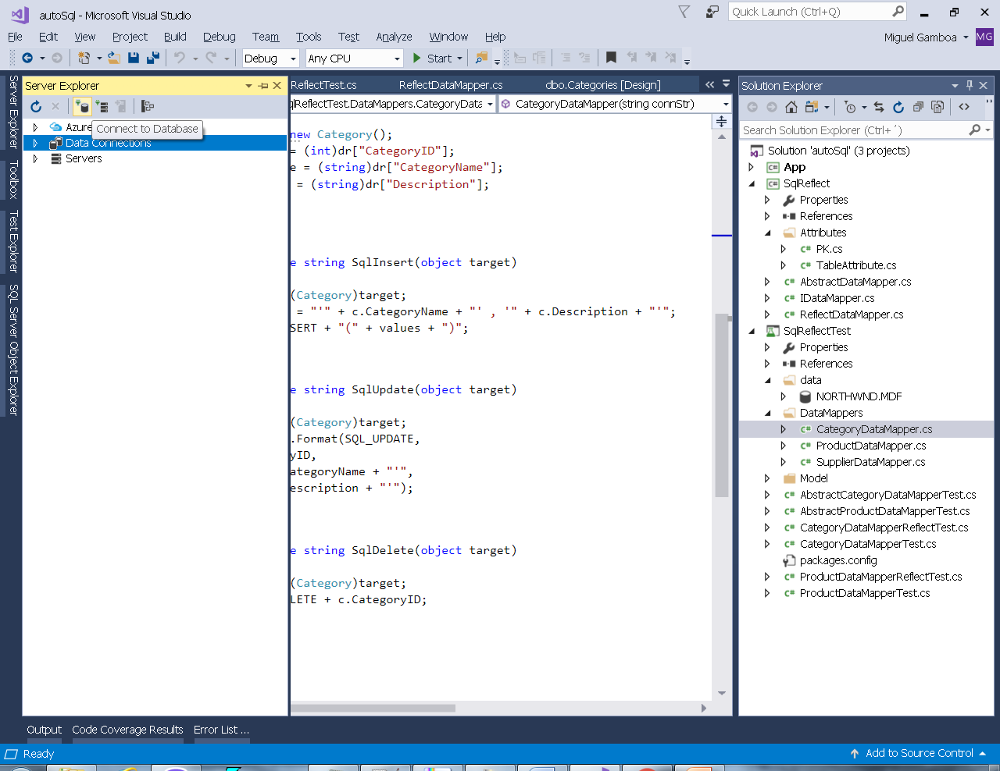 autoSql - Microsoft Visual Studio
Quick Launch (Ctrl+Q)
File Edit View Project Build Debug Team Tools Test Analyze Window Help
Miguel Gamboa MG
Debug Any CPU Start
Server Explorer
Toolbox
Test Explorer
SQL Server Object Explorer
Server Explorer
Azure
Connect to Database
Data Connections
Servers
ReflectTest.cs ReflectDataMapper.cs dbo.Categories [Design]
qlReflectTest.DataMappers.CategoryData CategoryDataMapper(string connStr)
new Category();
= (int)dr["CategoryID"];
e = (string)dr["CategoryName"];
= (string)dr["Description"];
e string SqlInsert(object target)
(Category)target;
= "'" + c.CategoryName + "' , '" + c.Description + "'";
SERT + "(" + values + ")";
e string SqlUpdate(object target)
(Category)target;
.Format(SQL_UPDATE,
yID,
ategoryName + "'",
escription + "'");
e string SqlDelete(object target)
(Category)target;
LETE + c.CategoryID;
Solution Explorer
Search Solution Explorer (Ctrl+´)
Solution 'autoSql' (3 projects)
App
SqlReflect
Properties
References
Attributes
PK.cs
TableAttribute.cs
AbstractDataMapper.cs
IDataMapper.cs
ReflectDataMapper.cs
SqlReflectTest
Properties
References
data
NORTHWND.MDF
DataMappers
CategoryDataMapper.cs
ProductDataMapper.cs
SupplierDataMapper.cs
Model
AbstractCategoryDataMapperTest.cs
AbstractProductDataMapperTest.cs
CategoryDataMapperReflectTest.cs
CategoryDataMapperTest.cs
packages.config
ProductDataMapperReflectTest.cs
ProductDataMapperTest.cs
Output Code Coverage Results Error List ...
Ready
Add to Source Control